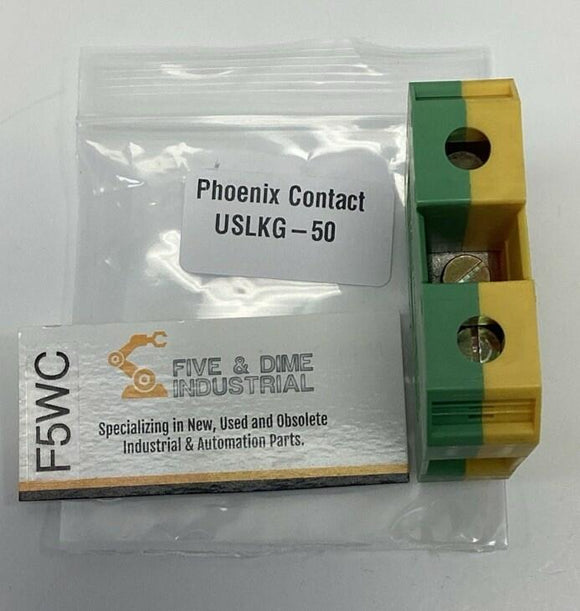 Phoenix Contact
USLKG – 50
F5WC
FIVE & DIME
INDUSTRIAL
Specializing in New, Used and Obsolete
Industrial & Automation Parts.